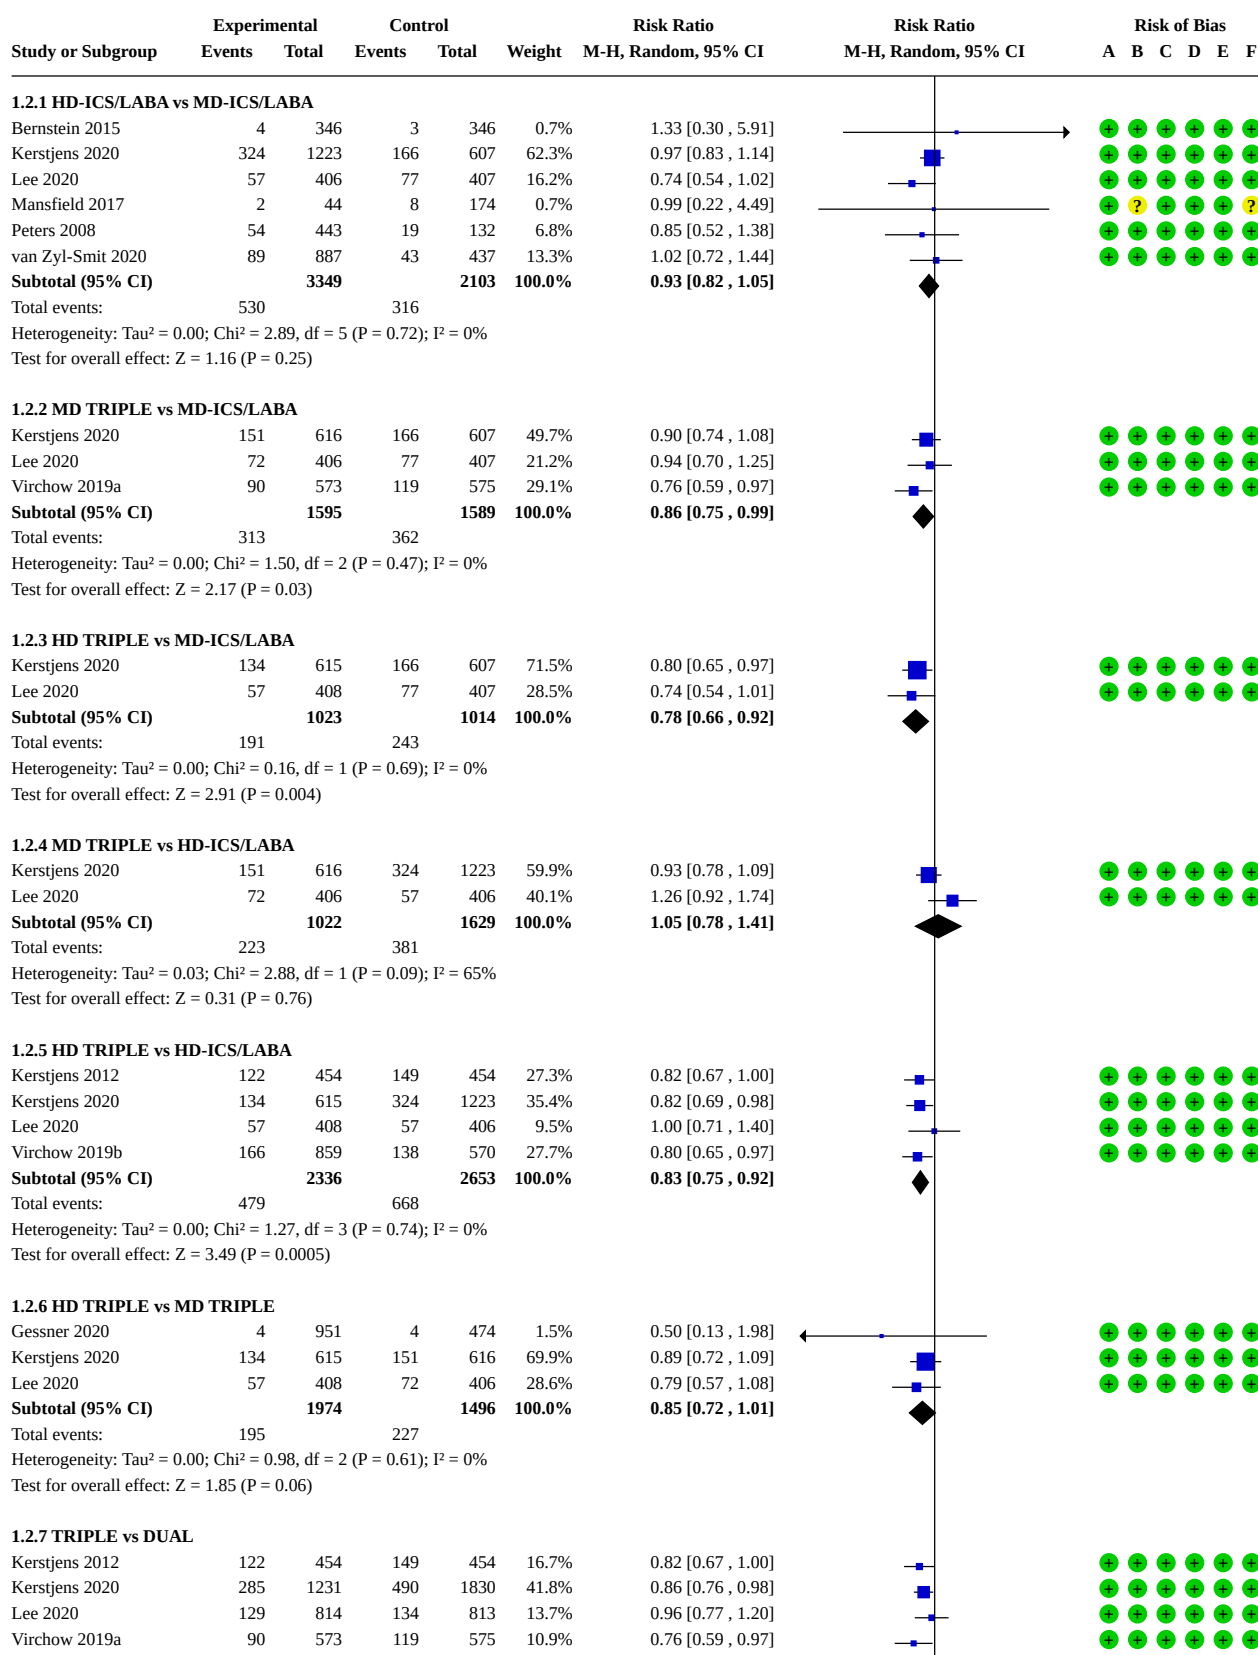 Experimental Control Risk Ratio Risk Ratio Risk of Bias
Study or Subgroup Events Total Events Total Weight M-H, Random, 95% CI M-H, Random, 95% CI A B C D E F
1.2.1 HD-ICS/LABA vs MD-ICS/LABA
Bernstein 2015 4 346 3 346 0.7% 1.33 [0.30 , 5.91] + + + + + +
Kerstjens 2020 324 1223 166 607 62.3% 0.97 [0.83 , 1.14] + + + + + +
Lee 2020 57 406 77 407 16.2% 0.74 [0.54 , 1.02] + + + + + +
Mansfield 2017 2 44 8 174 0.7% 0.99 [0.22 , 4.49] + ? + + + ?
Peters 2008 54 443 19 132 6.8% 0.85 [0.52 , 1.38] + + + + + +
van Zyl-Smit 2020 89 887 43 437 13.3% 1.02 [0.72 , 1.44] + + + + + +
Subtotal (95% CI) 3349 2103 100.0% 0.93 [0.82 , 1.05]
Total events: 530 316
Heterogeneity: Tau² = 0.00; Chi² = 2.89, df = 5 (P = 0.72); I² = 0%
Test for overall effect: Z = 1.16 (P = 0.25)
1.2.2 MD TRIPLE vs MD-ICS/LABA
Kerstjens 2020 151 616 166 607 49.7% 0.90 [0.74 , 1.08] + + + + + +
Lee 2020 72 406 77 407 21.2% 0.94 [0.70 , 1.25] + + + + + +
Virchow 2019a 90 573 119 575 29.1% 0.76 [0.59 , 0.97] + + + + + +
Subtotal (95% CI) 1595 1589 100.0% 0.86 [0.75 , 0.99]
Total events: 313 362
Heterogeneity: Tau² = 0.00; Chi² = 1.50, df = 2 (P = 0.47); I² = 0%
Test for overall effect: Z = 2.17 (P = 0.03)
1.2.3 HD TRIPLE vs MD-ICS/LABA
Kerstjens 2020 134 615 166 607 71.5% 0.80 [0.65 , 0.97] + + + + + +
Lee 2020 57 408 77 407 28.5% 0.74 [0.54 , 1.01] + + + + + +
Subtotal (95% CI) 1023 1014 100.0% 0.78 [0.66 , 0.92]
Total events: 191 243
Heterogeneity: Tau² = 0.00; Chi² = 0.16, df = 1 (P = 0.69); I² = 0%
Test for overall effect: Z = 2.91 (P = 0.004)
1.2.4 MD TRIPLE vs HD-ICS/LABA
Kerstjens 2020 151 616 324 1223 59.9% 0.93 [0.78 , 1.09] + + + + + +
Lee 2020 72 406 57 406 40.1% 1.26 [0.92 , 1.74] + + + + + +
Subtotal (95% CI) 1022 1629 100.0% 1.05 [0.78 , 1.41]
Total events: 223 381
Heterogeneity: Tau² = 0.03; Chi² = 2.88, df = 1 (P = 0.09); I² = 65%
Test for overall effect: Z = 0.31 (P = 0.76)
1.2.5 HD TRIPLE vs HD-ICS/LABA
Kerstjens 2012 122 454 149 454 27.3% 0.82 [0.67 , 1.00] + + + + + +
Kerstjens 2020 134 615 324 1223 35.4% 0.82 [0.69 , 0.98] + + + + + +
Lee 2020 57 408 57 406 9.5% 1.00 [0.71 , 1.40] + + + + + +
Virchow 2019b 166 859 138 570 27.7% 0.80 [0.65 , 0.97] + + + + + +
Subtotal (95% CI) 2336 2653 100.0% 0.83 [0.75 , 0.92]
Total events: 479 668
Heterogeneity: Tau² = 0.00; Chi² = 1.27, df = 3 (P = 0.74); I² = 0%
Test for overall effect: Z = 3.49 (P = 0.0005)
1.2.6 HD TRIPLE vs MD TRIPLE
Gessner 2020 4 951 4 474 1.5% 0.50 [0.13 , 1.98] + + + + + +
Kerstjens 2020 134 615 151 616 69.9% 0.89 [0.72 , 1.09] + + + + + +
Lee 2020 57 408 72 406 28.6% 0.79 [0.57 , 1.08] + + + + + +
Subtotal (95% CI) 1974 1496 100.0% 0.85 [0.72 , 1.01]
Total events: 195 227
Heterogeneity: Tau² = 0.00; Chi² = 0.98, df = 2 (P = 0.61); I² = 0%
Test for overall effect: Z = 1.85 (P = 0.06)
1.2.7 TRIPLE vs DUAL
Kerstjens 2012 122 454 149 454 16.7% 0.82 [0.67 , 1.00] + + + + + +
Kerstjens 2020 285 1231 490 1830 41.8% 0.86 [0.76 , 0.98] + + + + + +
Lee 2020 129 814 134 813 13.7% 0.96 [0.77 , 1.20] + + + + + +
Virchow 2019a 90 573 119 575 10.9% 0.76 [0.59 , 0.97] + + + + + +